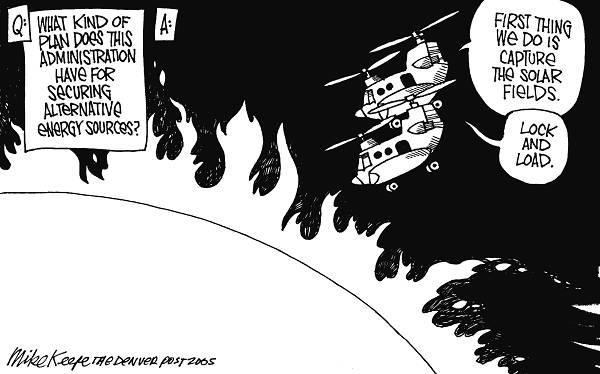 Q:
WHAT KIND OF
PLAN DOES THIS
ADMINISTRATION
HAVE FOR
SECURING
ALTERNATIVE
ENERGY SOURCES?
A:
FIRST THING
WE DO IS
CAPTURE
THE SOLAR
FIELDS.
LOCK
AND
LOAD.
Mike Keefe THE DENVER POST 2005